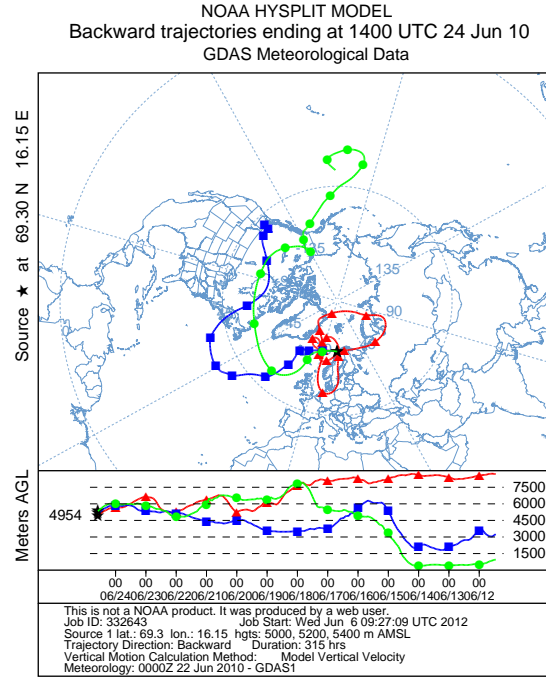 NOAA HYSPLIT MODEL
Backward trajectories ending at 1400 UTC 24 Jun 10
GDAS Meteorological Data
Source ★ at 69.30 N 16.15 E
135
90
45
Meters AGL
4954
7500
6000
4500
3000
1500
00 00 00 00 00 00 00 00 00 00 00 00 00
06/24 06/23 06/22 06/21 06/20 06/19 06/18 06/17 06/16 06/15 06/14 06/13 06/12
This is not a NOAA product. It was produced by a web user.
Job ID: 332643 Job Start: Wed Jun 6 09:27:09 UTC 2012
Source 1 lat.: 69.3 lon.: 16.15 hgts: 5000, 5200, 5400 m AMSL
Trajectory Direction: Backward Duration: 315 hrs
Vertical Motion Calculation Method: Model Vertical Velocity
Meteorology: 0000Z 22 Jun 2010 - GDAS1